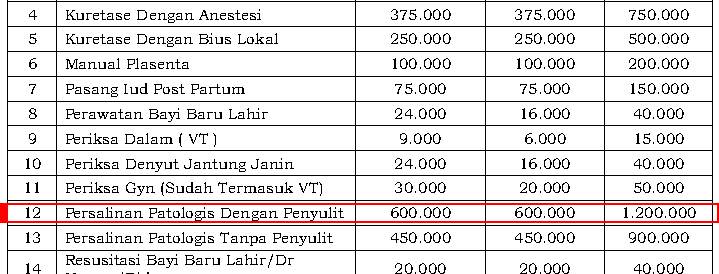 4 Kuretase Dengan Anestesi 375.000 375.000 750.000
5 Kuretase Dengan Bius Lokal 250.000 250.000 500.000
6 Manual Plasenta 100.000 100.000 200.000
7 Pasang Iud Post Partum 75.000 75.000 150.000
8 Perawatan Bayi Baru Lahir 24.000 16.000 40.000
9 Periksa Dalam ( VT ) 9.000 6.000 15.000
10 Periksa Denyut Jantung Janin 24.000 16.000 40.000
11 Periksa Gyn (Sudah Termasuk VT) 30.000 20.000 50.000
12 Persalinan Patologis Dengan Penyulit 600.000 600.000 1.200.000
13 Persalinan Patologis Tanpa Penyulit 450.000 450.000 900.000
14 Resusitasi Bayi Baru Lahir/Dr 20.000 20.000 40.000